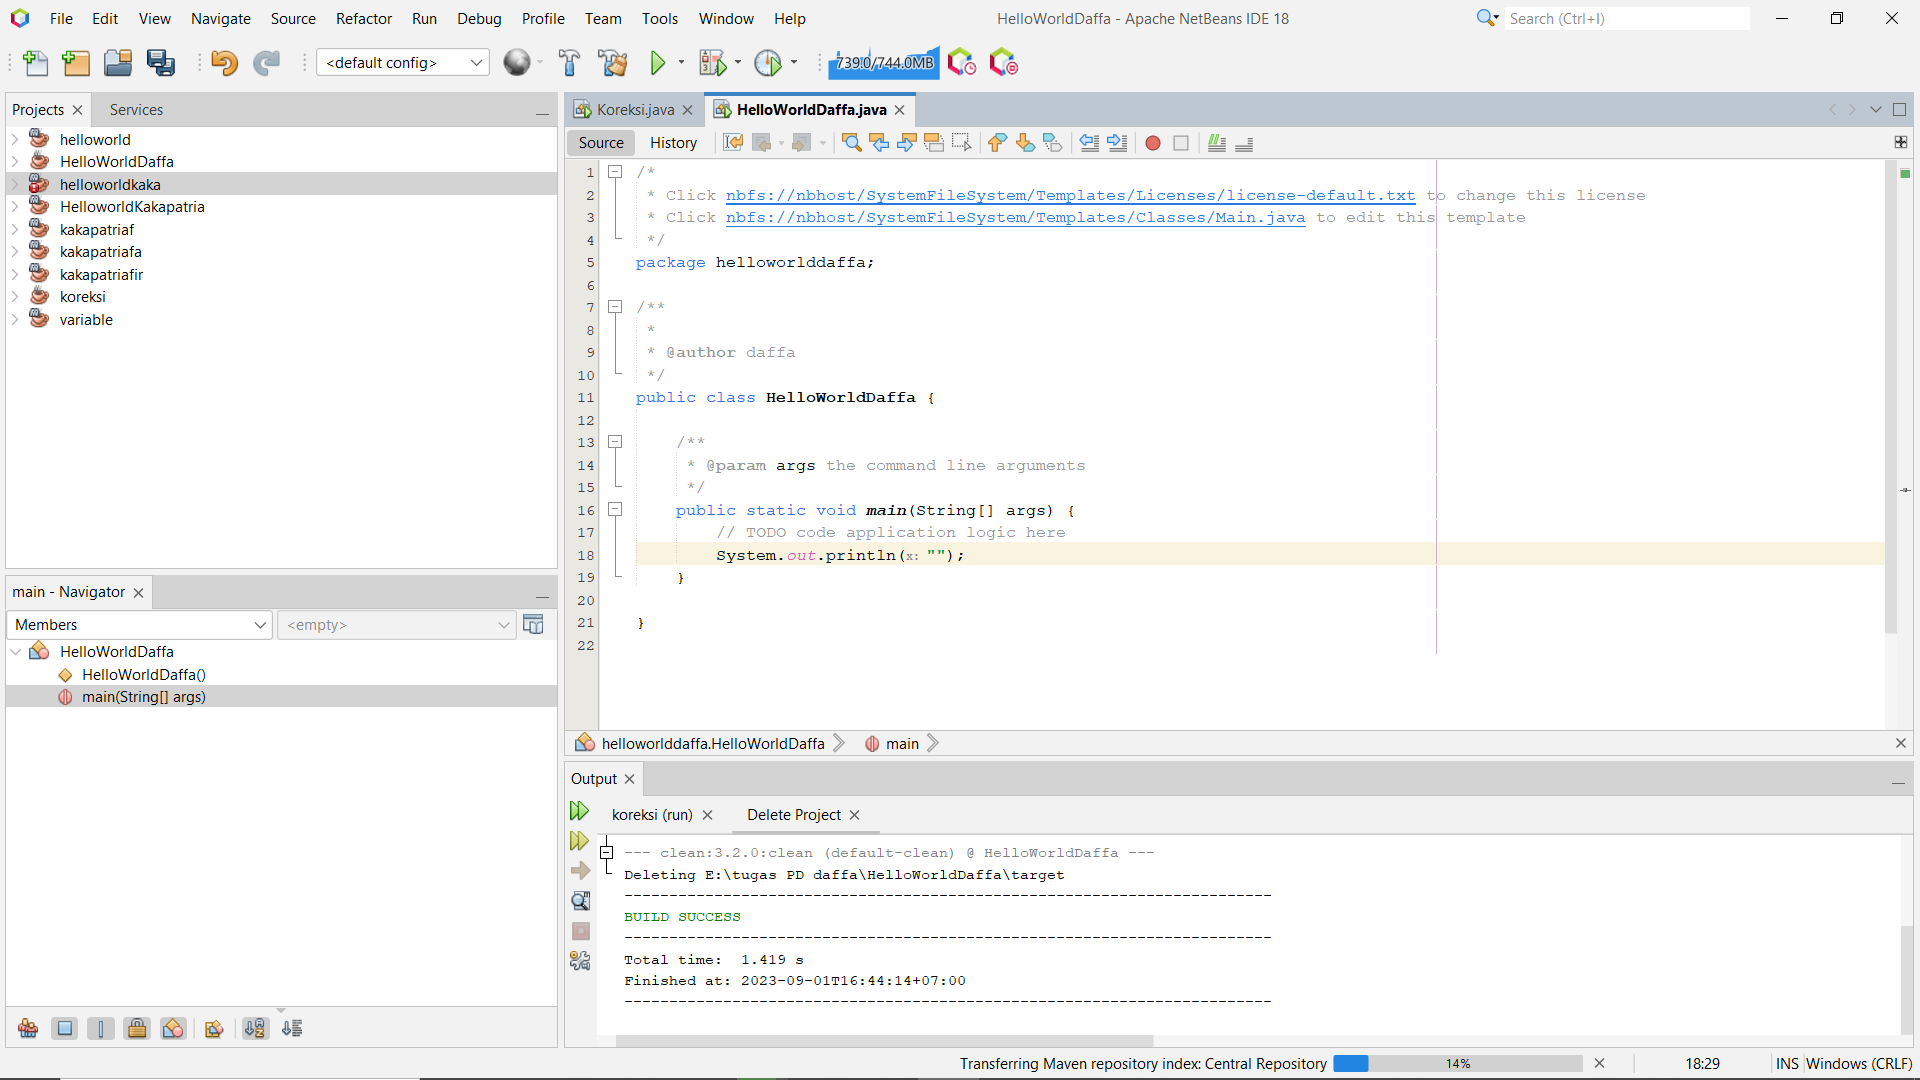 File Edit View Navigate Source Refactor Run Debug Profile Team Tools Window Help
HelloWorldDaffa - Apache NetBeans IDE 18
Search (Ctrl+I)
<default config>
739.0/744.0MB
Projects
Services
helloworld
HelloWorldDaffa
helloworldkaka
HelloworldKakapatria
kakapatriaf
kakapatriafa
kakapatriafir
koreksi
variable
main - Navigator
Members
<empty>
HelloWorldDaffa
HelloWorldDaffa()
main(String[] args)
Koreksi.java
HelloWorldDaffa.java
Source
History
1 /*
2 * Click nbfs://nbhost/SystemFileSystem/Templates/Licenses/license-default.txt to change this license
3 * Click nbfs://nbhost/SystemFileSystem/Templates/Classes/Main.java to edit this template
4 */
5 package helloworlddaffa;
6
7 /**
8 *
9 * @author daffa
10 */
11 public class HelloWorldDaffa {
12
13 /**
14 * @param args the command line arguments
15 */
16 public static void main(String[] args) {
17 // TODO code application logic here
18 System.out.println(x: "");
19 }
20
21 }
22
helloworlddaffa.HelloWorldDaffa
main
Output
koreksi (run)
Delete Project
--- clean:3.2.0:clean (default-clean) @ HelloWorldDaffa ---
Deleting E:\tugas PD daffa\HelloWorldDaffa\target
------------------------------------------------------------------------
BUILD SUCCESS
------------------------------------------------------------------------
Total time: 1.419 s
Finished at: 2023-09-01T16:44:14+07:00
------------------------------------------------------------------------
Transferring Maven repository index: Central Repository
14%
18:29
INS
Windows (CRLF)